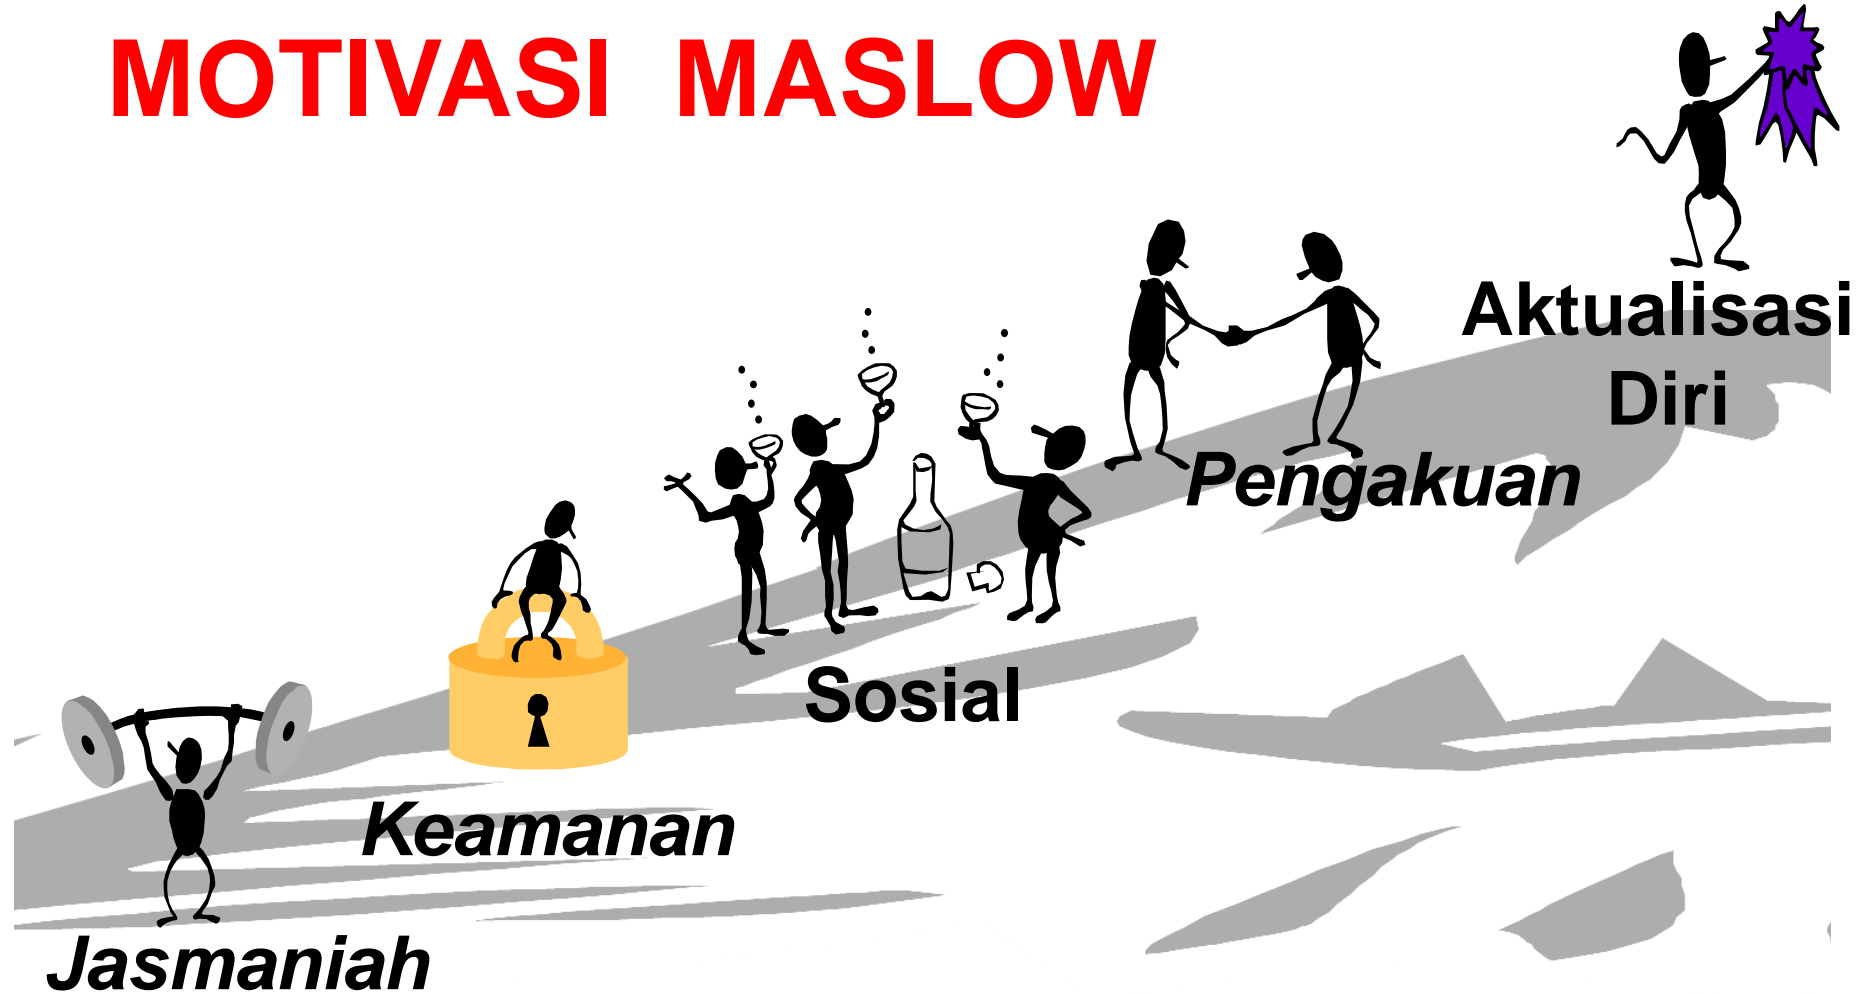 MOTIVASI MASLOW
Aktualisasi
Diri
Pengakuan
Sosial
Keamanan
Jasmaniah